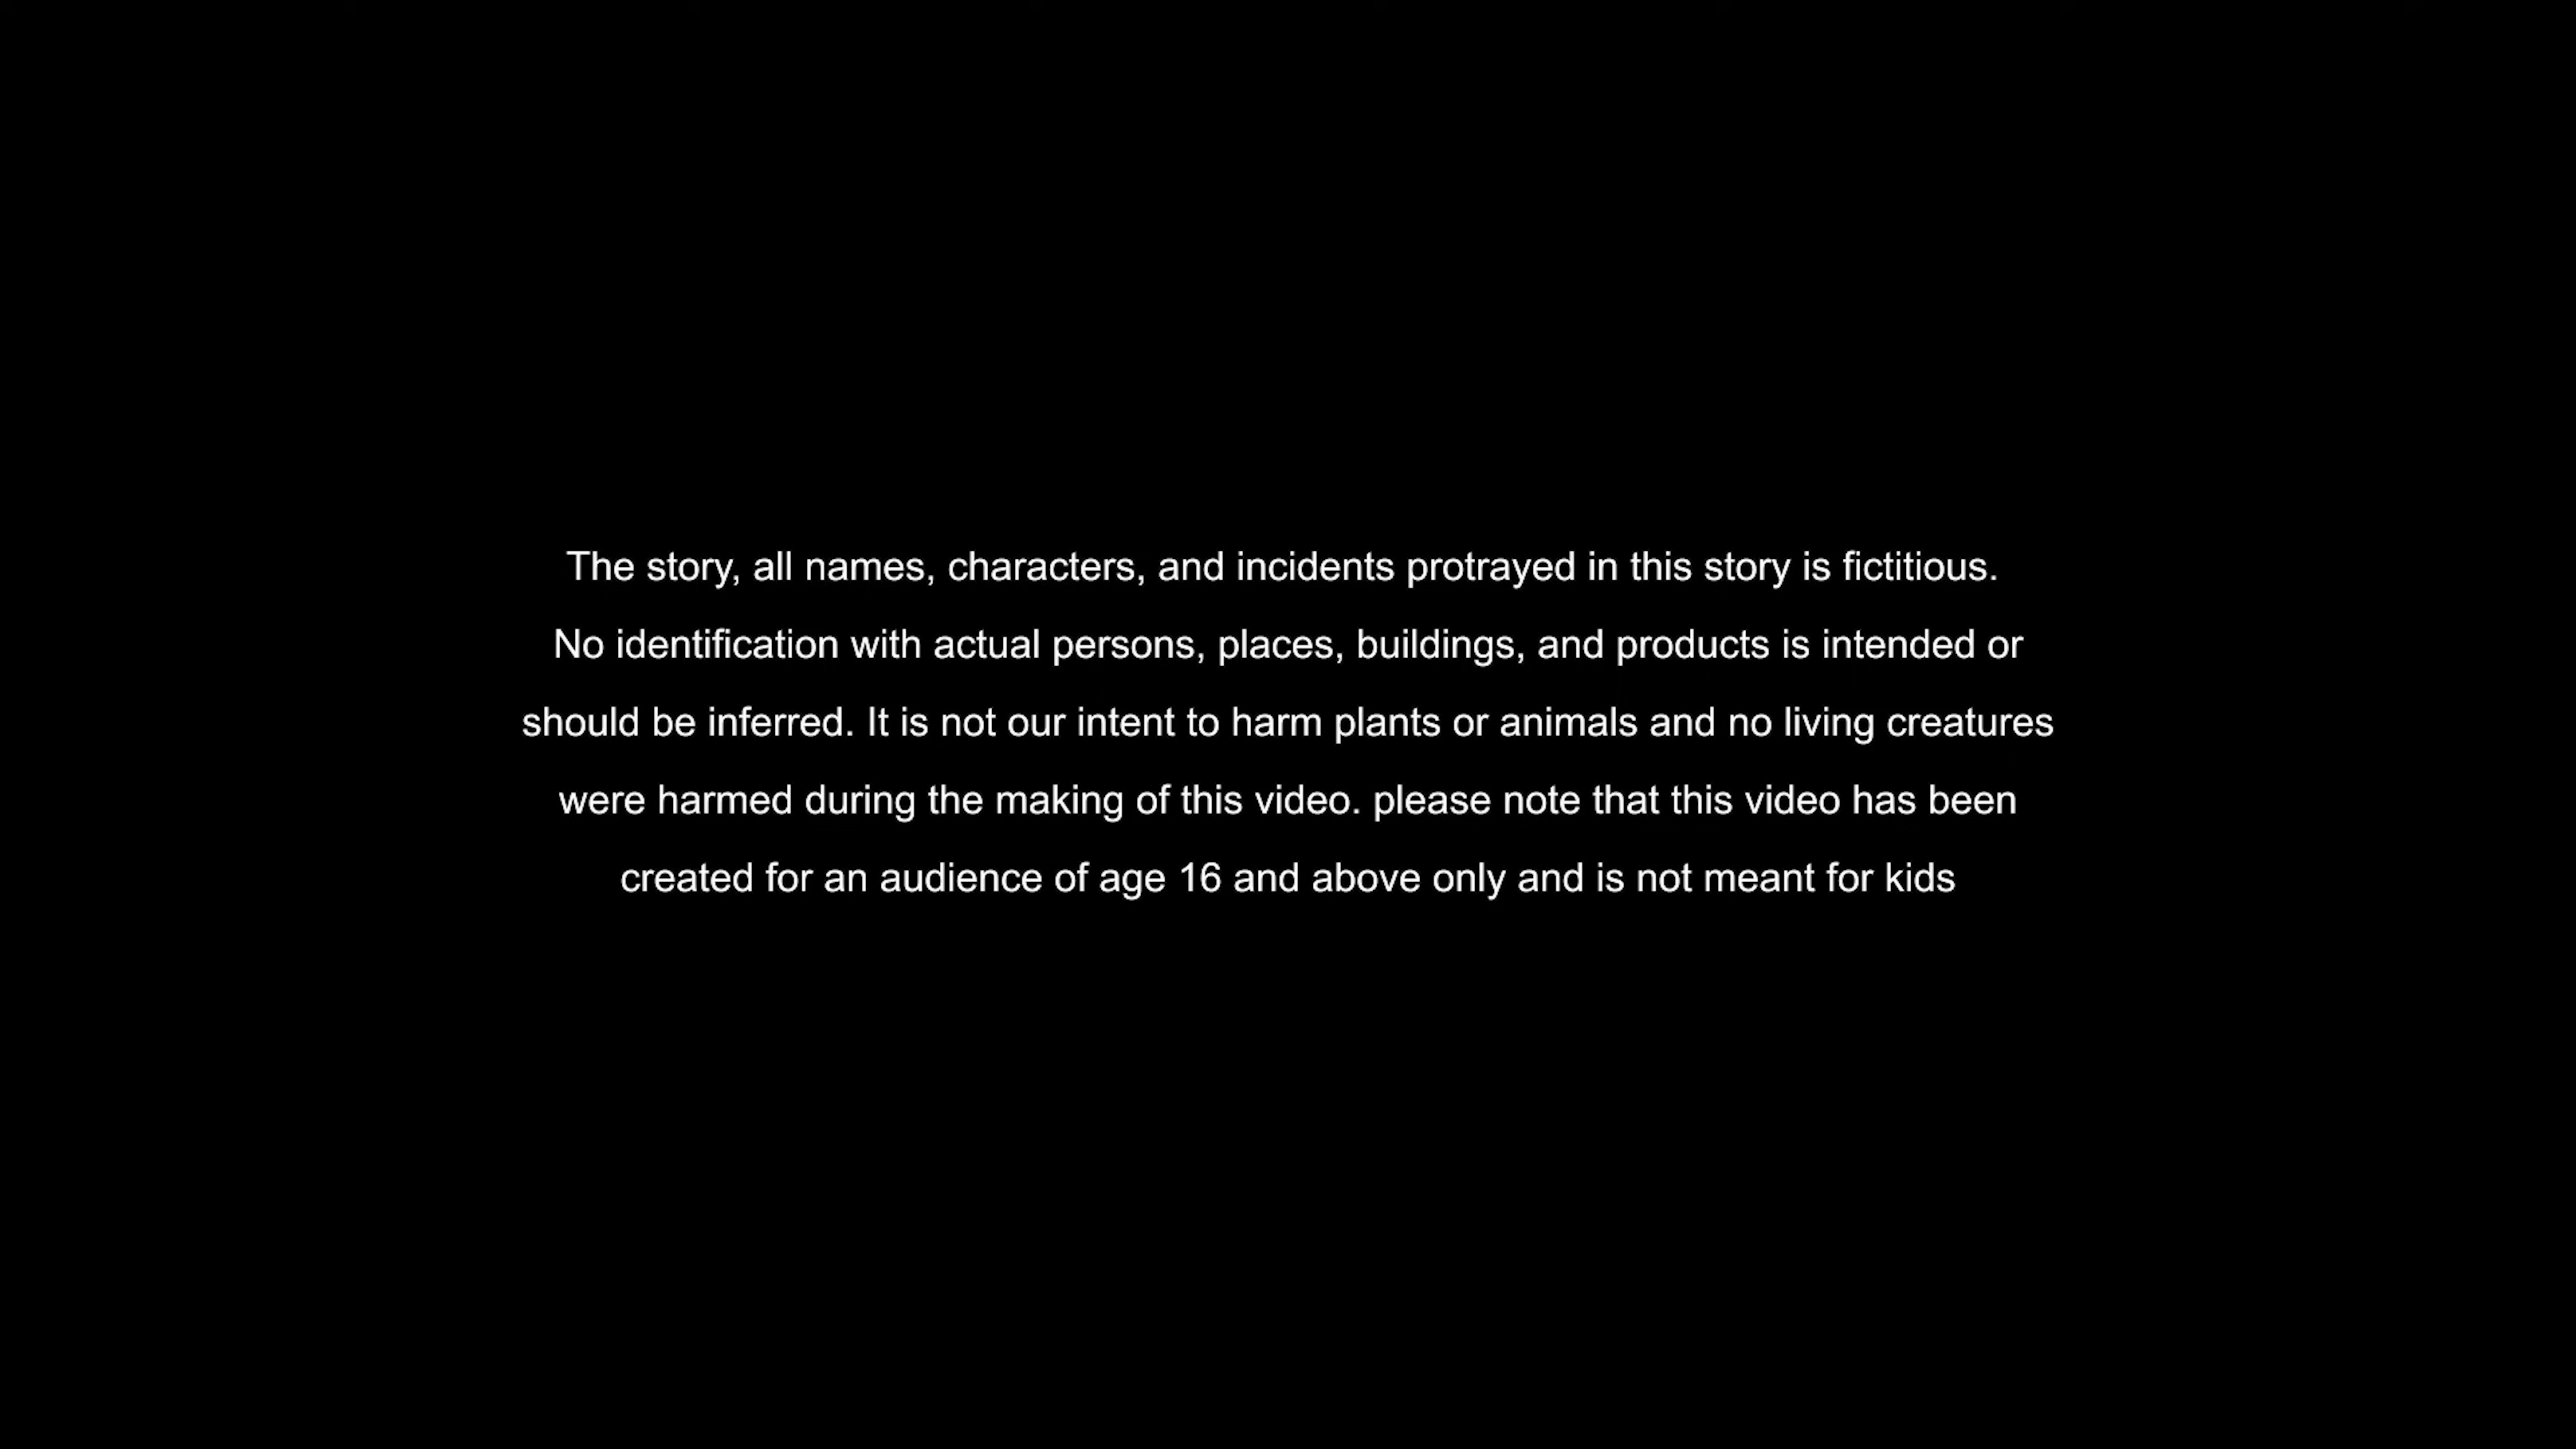 The story, all names, characters, and incidents protrayed in this story is fictitious.
No identification with actual persons, places, buildings, and products is intended or
should be inferred. It is not our intent to harm plants or animals and no living creatures
were harmed during the making of this video. please note that this video has been
created for an audience of age 16 and above only and is not meant for kids